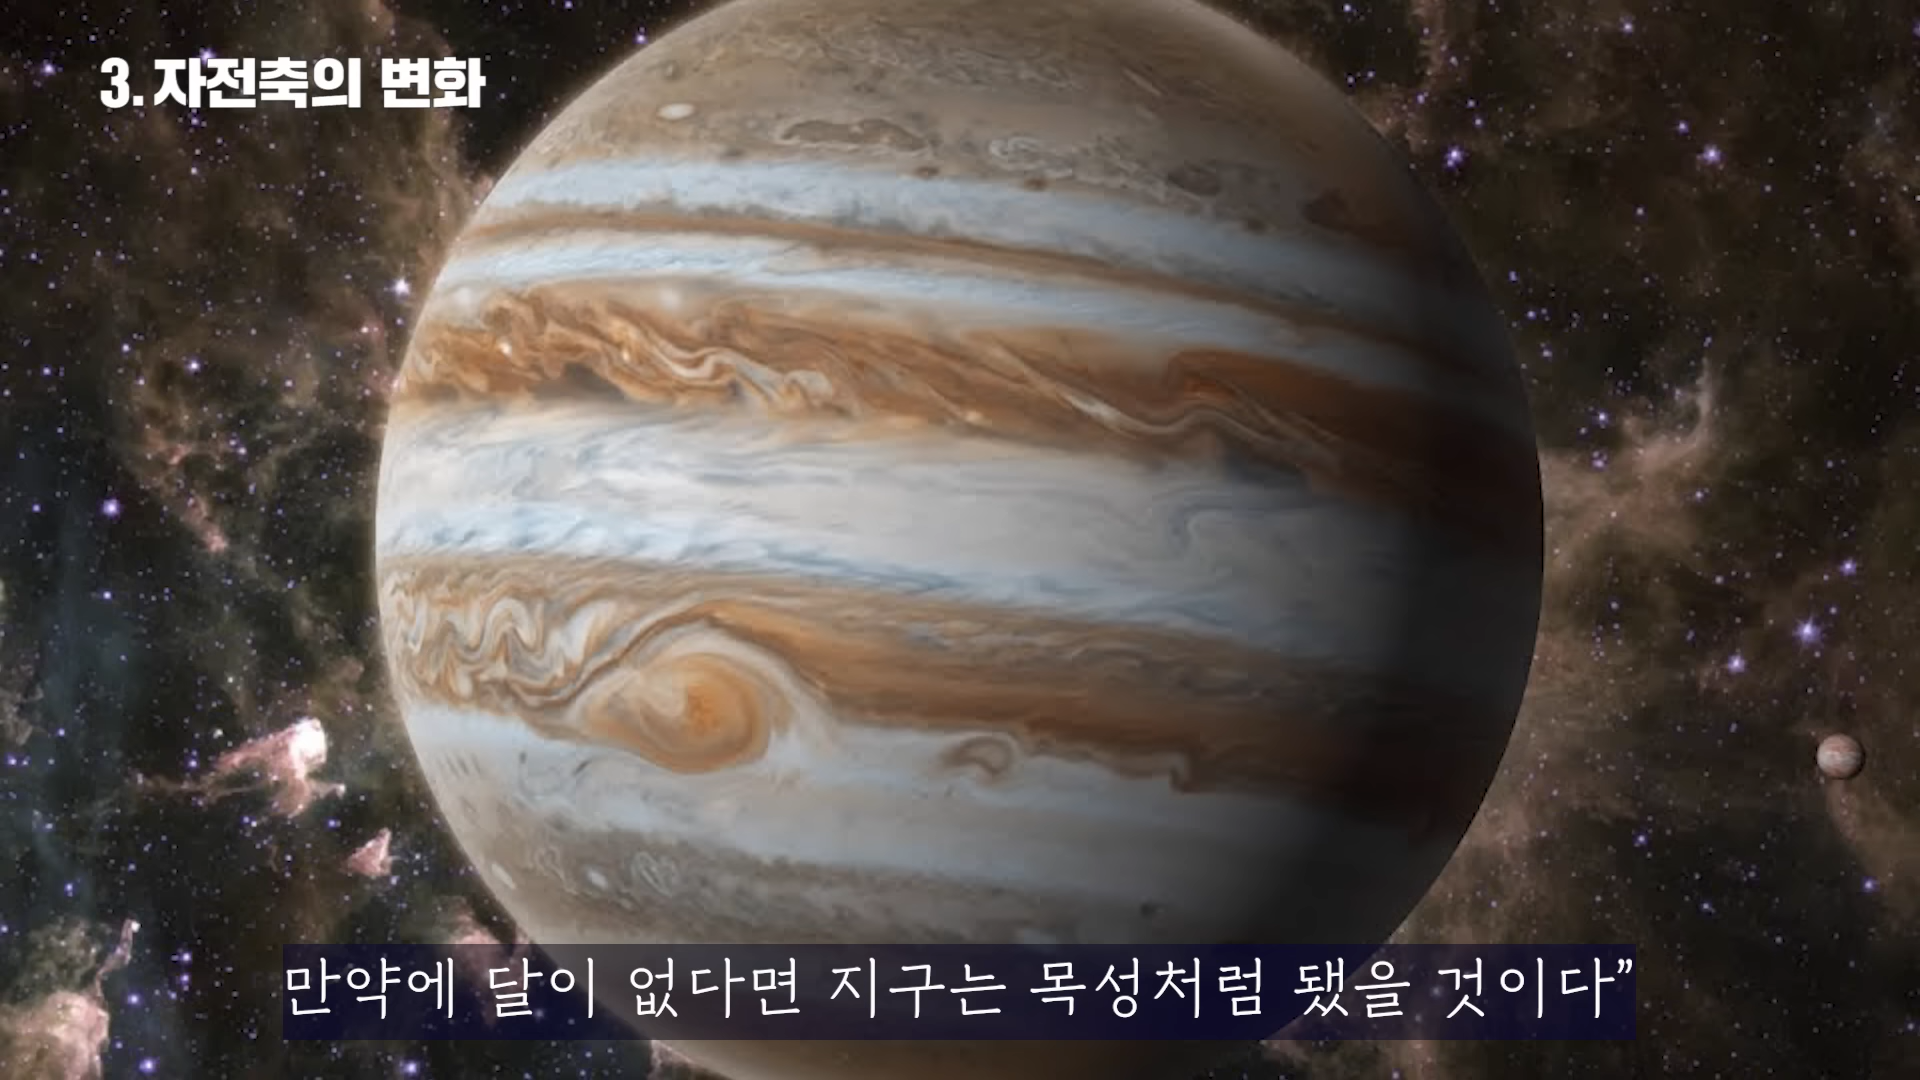 3. 자전축의 변화
만약에 달이 없다면 지구는 목성처럼 됐을 것이다”